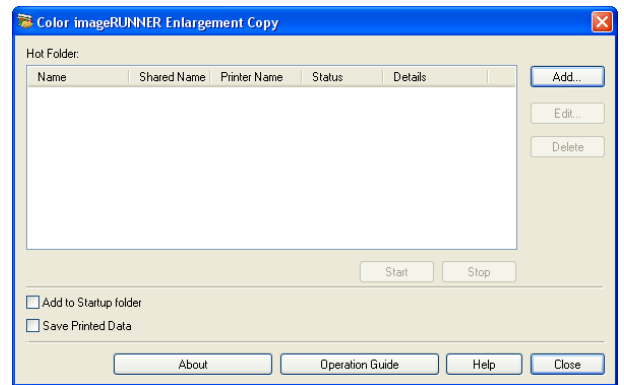 Color imageRUNNER Enlargement Copy
Hot Folder:
Name Shared Name Printer Name Status Details
Add...
Edit...
Delete
Start Stop
Add to Startup folder
Save Printed Data
About Operation Guide Help Close